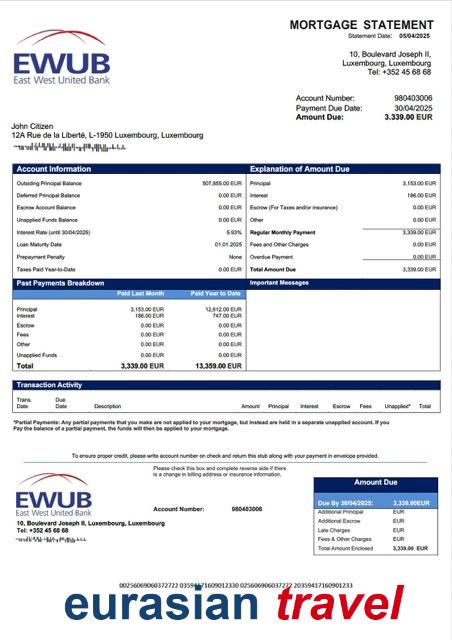 MORTGAGE STATEMENT
Statement Date: 05/04/2025
EWUB
East West United Bank
10, Boulevard Joseph II,
Luxembourg, Luxembourg
Tel: +352 45 68 68
Account Number: 980403006
Payment Due Date: 30/04/2025
Amount Due: 3.339.00 EUR
John Citizen
12A Rue de la Liberté, L-1950 Luxembourg, Luxembourg
Account Information
Outsiding Principal Balance 507,855.00 EUR
Deferred Principal Balance 0.00 EUR
Escrow Account Balance 0.00 EUR
Unapplied Funds Balance 0.00 EUR
Interest Rate (until 30/04/2025) 5.93%
Loan Maturity Date 01.01.2025
Prepayment Penalty None
Taxes Paid Year-to-Date 0.00 EUR
Explanation of Amount Due
Principal 3,153.00 EUR
Interest 186.00 EUR
Escrow (For Taxes and/or insurance) 0.00 EUR
Other 0.00 EUR
Regular Monthly Payment 3,339.00 EUR
Fees and Other Charges 0.00 EUR
Overdue Payment 0.00 EUR
Total Amount Due 3,339.00 EUR
Past Payments Breakdown
Paid Last Month Paid Year to Date
Principal 3,153.00 EUR 12,612.00 EUR
Interest 186.00 EUR 747.00 EUR
Escrow 0.00 EUR 0.00 EUR
Fees 0.00 EUR 0.00 EUR
Other 0.00 EUR 0.00 EUR
Unapplied Funds 0.00 EUR 0.00 EUR
Total 3,339.00 EUR 13,359.00 EUR
Important Messages
Transaction Activity
Trans. Date Due Date Description Amount Principal Interest Escrow Fees Unapplied* Total
*Partial Payments: Any partial payments that you make are not applied to your mortgage, but instead are held in a separate unapplied account. If you
Pay the balance of a partial payment, the funds will then be applied to your mortgage.
To ensure proper credit, please write account number on check and return this stub along with your payment in envelope provided.
Please check this box and complete reverse side if there
is a change in billing address or insurance information.
EWUB
East West United Bank
10, Boulevard Joseph II, Luxembourg, Luxembourg
Tel: +352 45 68 68
Account Number: 980403006
Amount Due
Due By 30/04/2025: 3,339.00EUR
Additional Principal EUR
Additional Escrow EUR
Late Charges EUR
Fees & Other Charges EUR
Total Amount Enclosed 3,339.00 EUR
eurasian travel